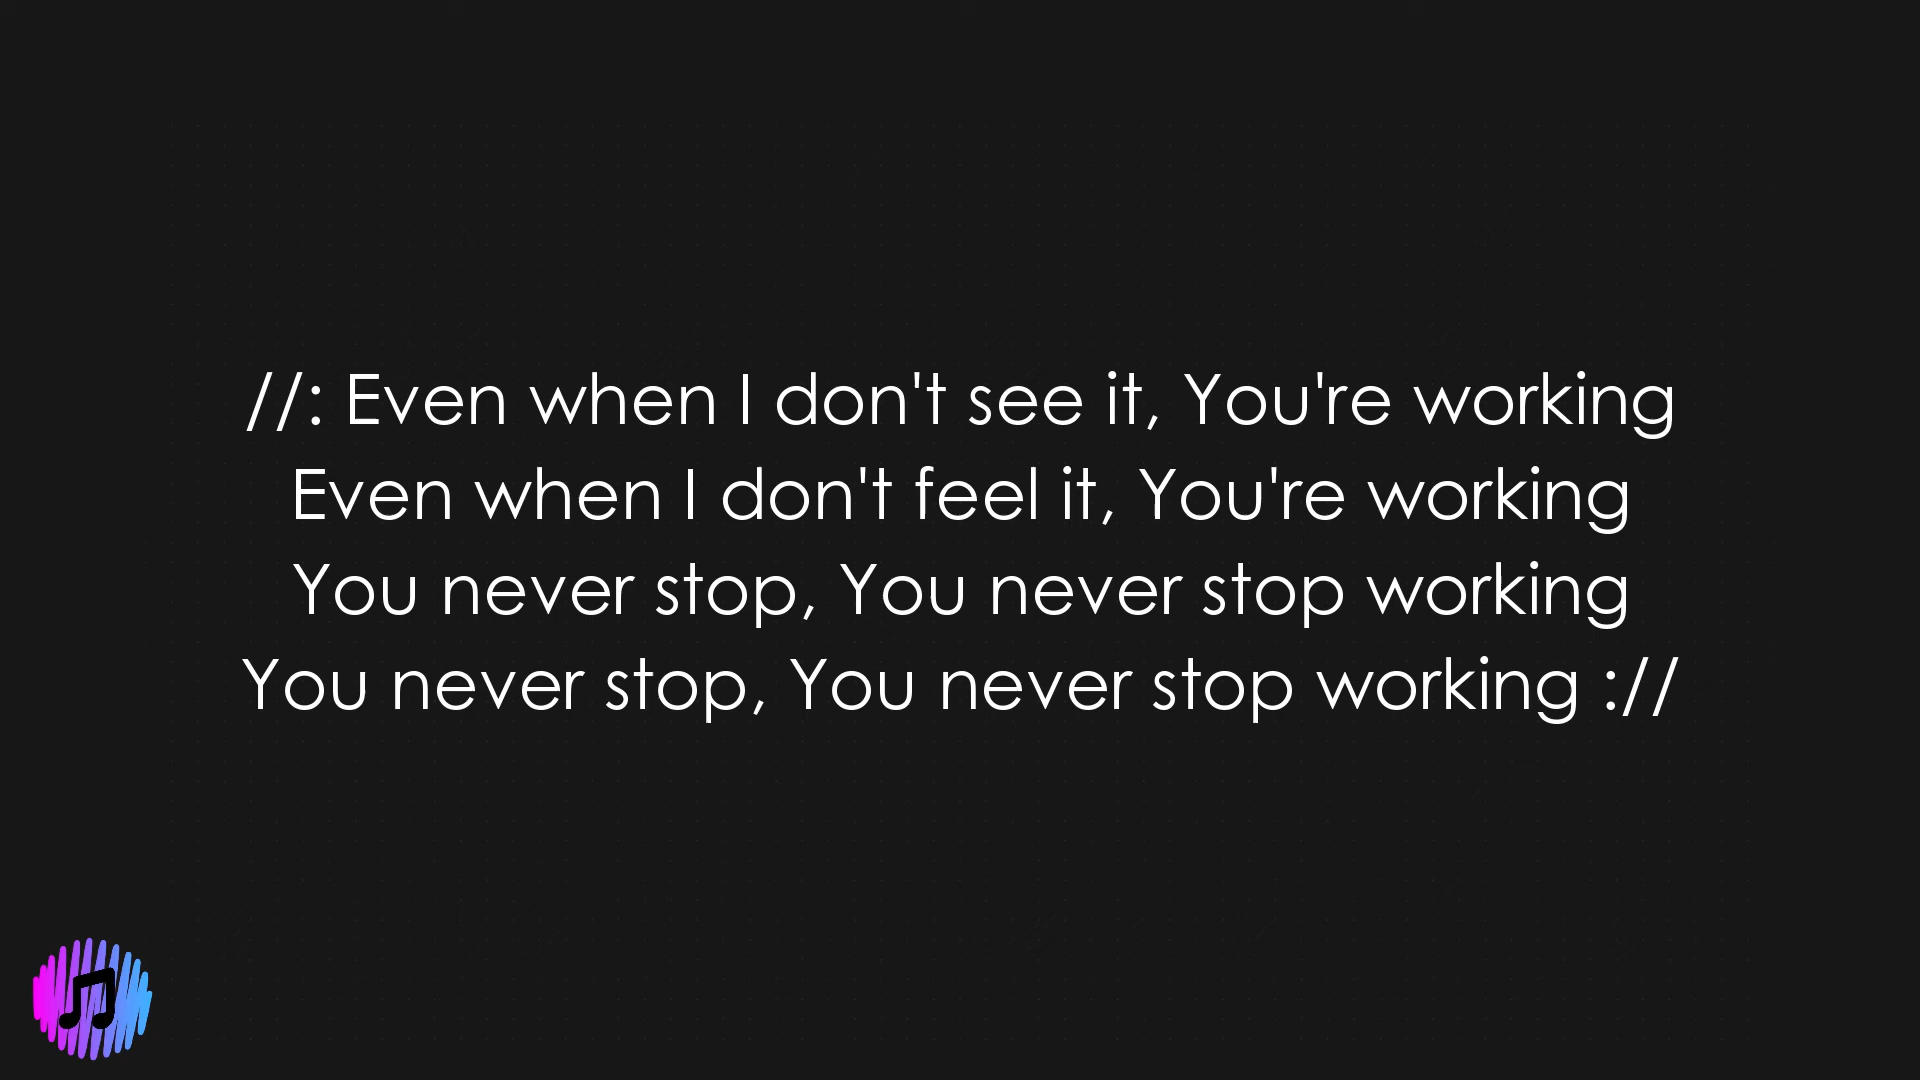 //: Even when I don't see it, You're working
Even when I don't feel it, You're working
You never stop, You never stop working
You never stop, You never stop working ://